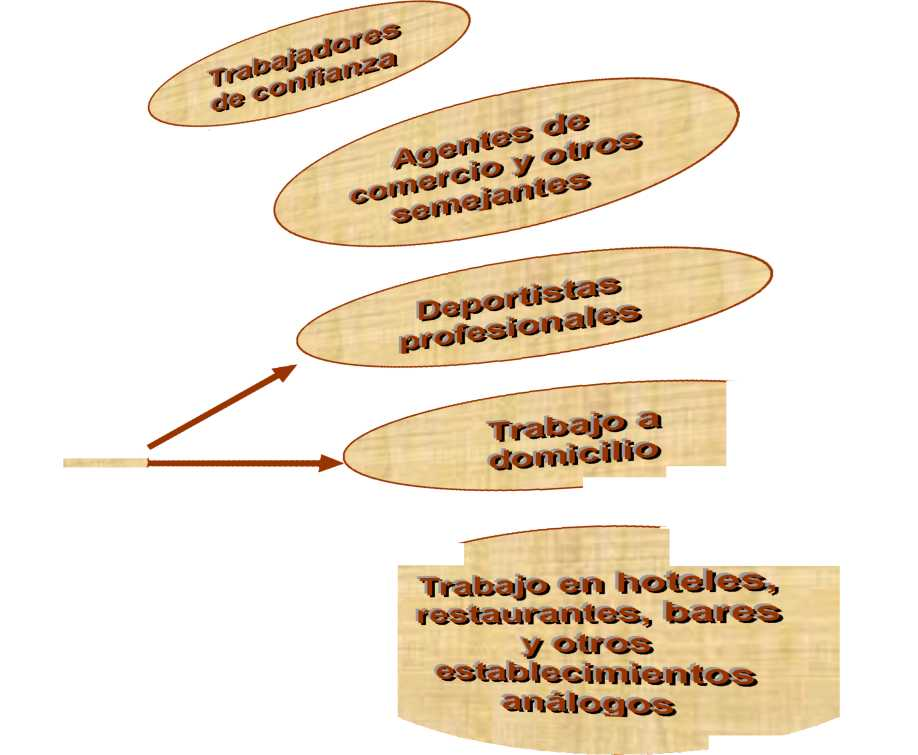 Trabajadores
de confianza
Agentes de
comercio y otros
semejantes
Deportistas
profesionales
Trabajo a
domicilio
Trabajo en hoteles,
restaurantes, bares
y otros
establecimientos
análogos